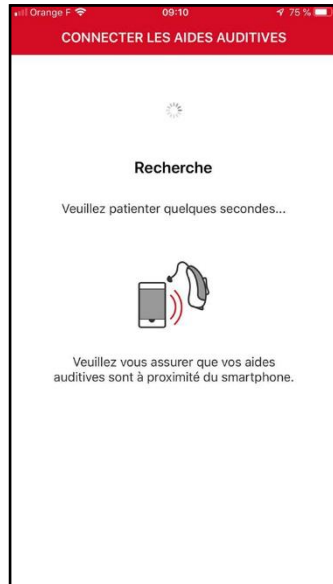 Orange F 09:10 75 %
CONNECTER LES AIDES AUDITIVES
Recherche
Veuillez patienter quelques secondes...
Veuillez vous assurer que vos aides
auditives sont à proximité du smartphone.